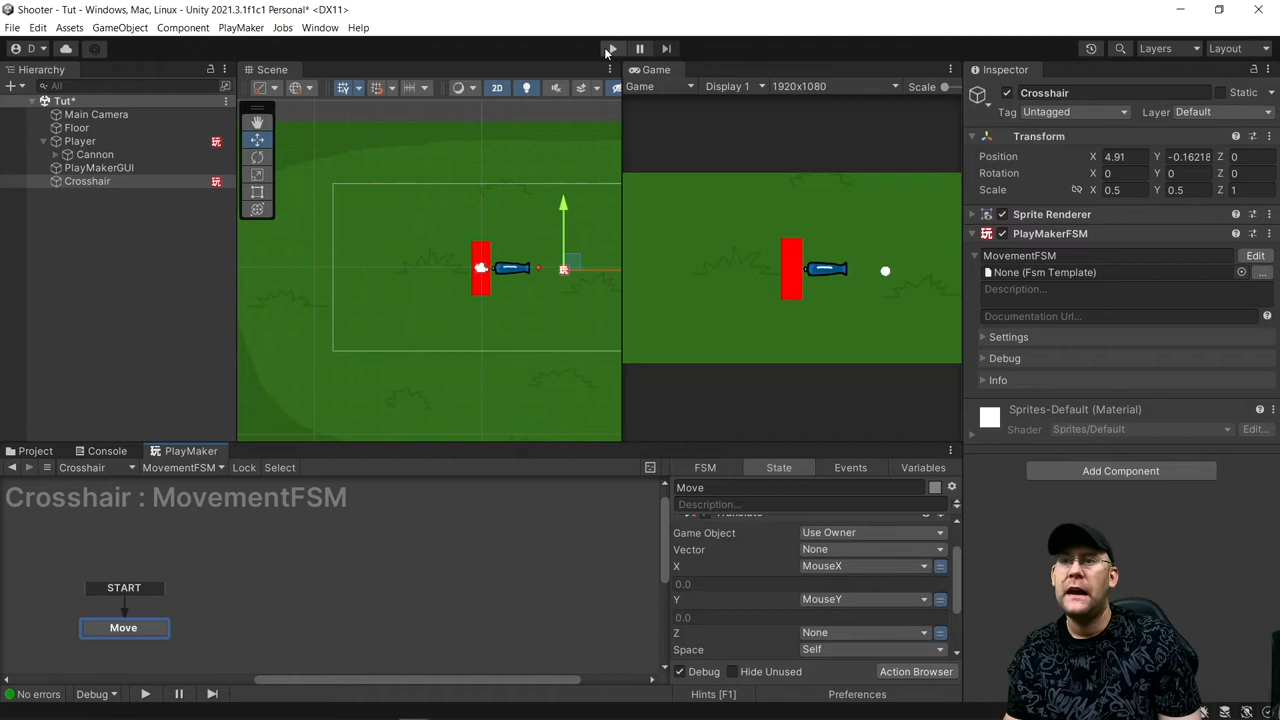 Shooter - Tut - Windows, Mac, Linux - Unity 2021.3.1f1c1 Personal* <DX11>
File Edit Assets GameObject Component PlayMaker Jobs Window Help
D Layers Layout
Hierarchy
All
Tut*
Main Camera
Floor
Player
Cannon
PlayMakerGUI
Crosshair
Scene
2D
Game
Game Display 1 1920x1080 Scale
Inspector
Crosshair Static
Tag Untagged Layer Default
Transform
Position X 4.91 Y -0.16218 Z 0
Rotation X 0 Y 0 Z 0
Scale X 0.5 Y 0.5 Z 1
Sprite Renderer
PlayMakerFSM
MovementFSM Edit
None (Fsm Template) ...
Description...
Documentation Url...
Settings
Debug
Info
Sprites-Default (Material)
Shader Sprites/Default Edit...
Add Component
Project Console PlayMaker
Crosshair MovementFSM Lock Select
Crosshair : MovementFSM
START
Move
FSM State Events Variables
Move
Description...
Translate
Game Object Use Owner
Vector None
X MouseX
0.0
Y MouseY
0.0
Z None
Space Self
Debug Hide Unused Action Browser
No errors Debug Hints [F1] Preferences